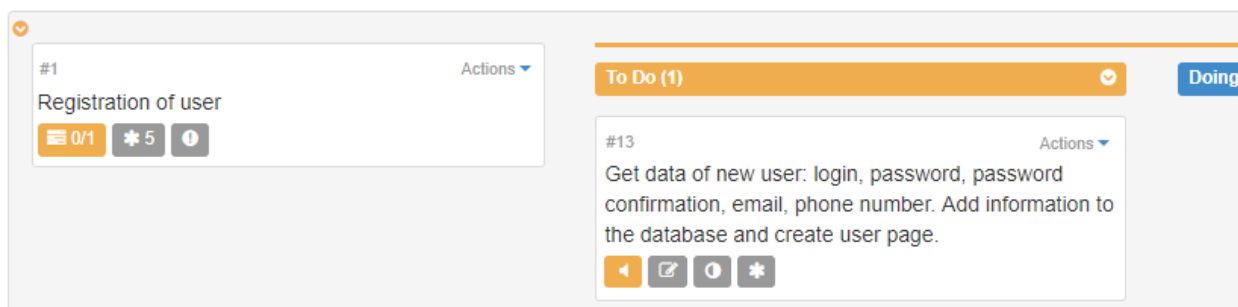 #1
Actions
Registration of user
0/1
5
To Do (1)
Doing
#13
Actions
Get data of new user: login, password, password
confirmation, email, phone number. Add information to
the database and create user page.